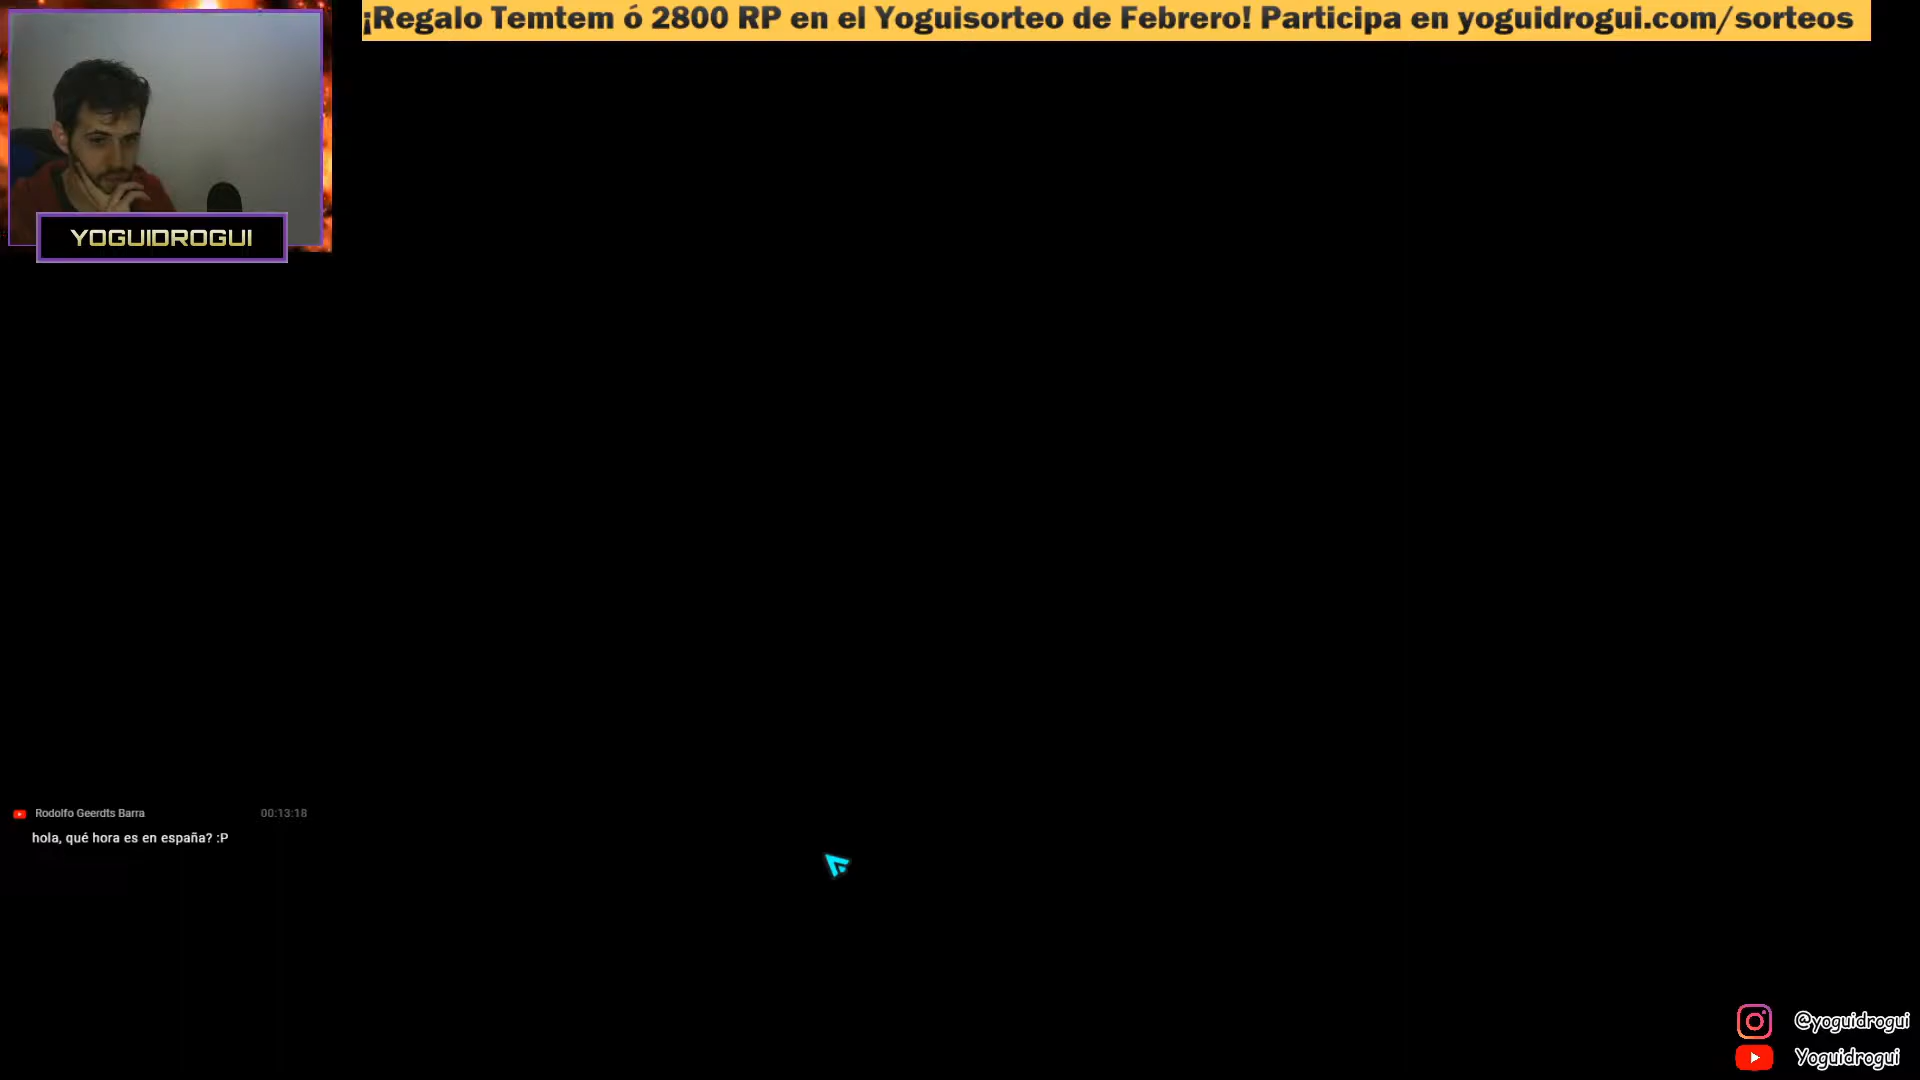 ¡Regalo Temtem ó 2800 RP en el Yoguisorteo de Febrero! Participa en yoguidrogui.com/sorteos
YOGUIDROGUI
Rodolfo Geerdts Barra 00:13:18
hola, qué hora es en españa? :P
@yoguidrogui
Yoguidrogui